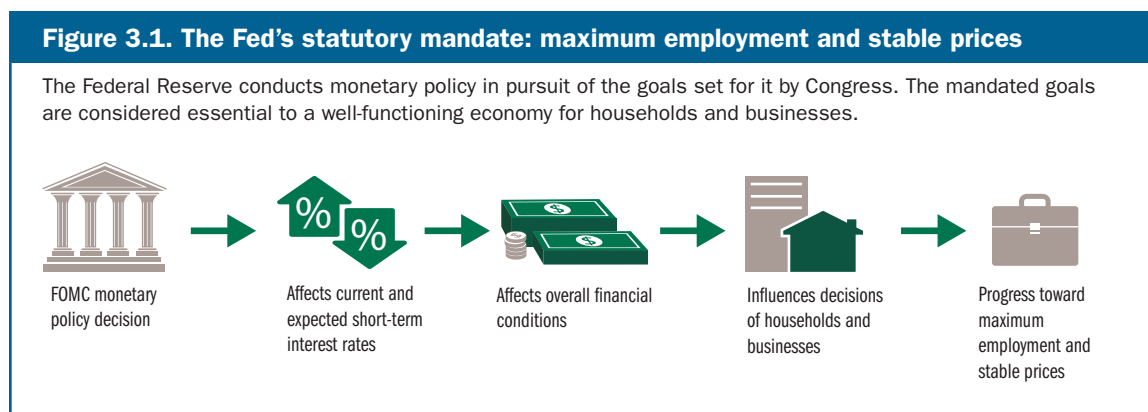 Figure 3.1. The Fed’s statutory mandate: maximum employment and stable prices
The Federal Reserve conducts monetary policy in pursuit of the goals set for it by Congress. The mandated goals
are considered essential to a well-functioning economy for households and businesses.
%
%
$
$
FOMC monetary
policy decision
Affects current and
expected short-term
interest rates
Affects overall financial
conditions
Influences decisions
of households and
businesses
Progress toward
maximum
employment and
stable prices